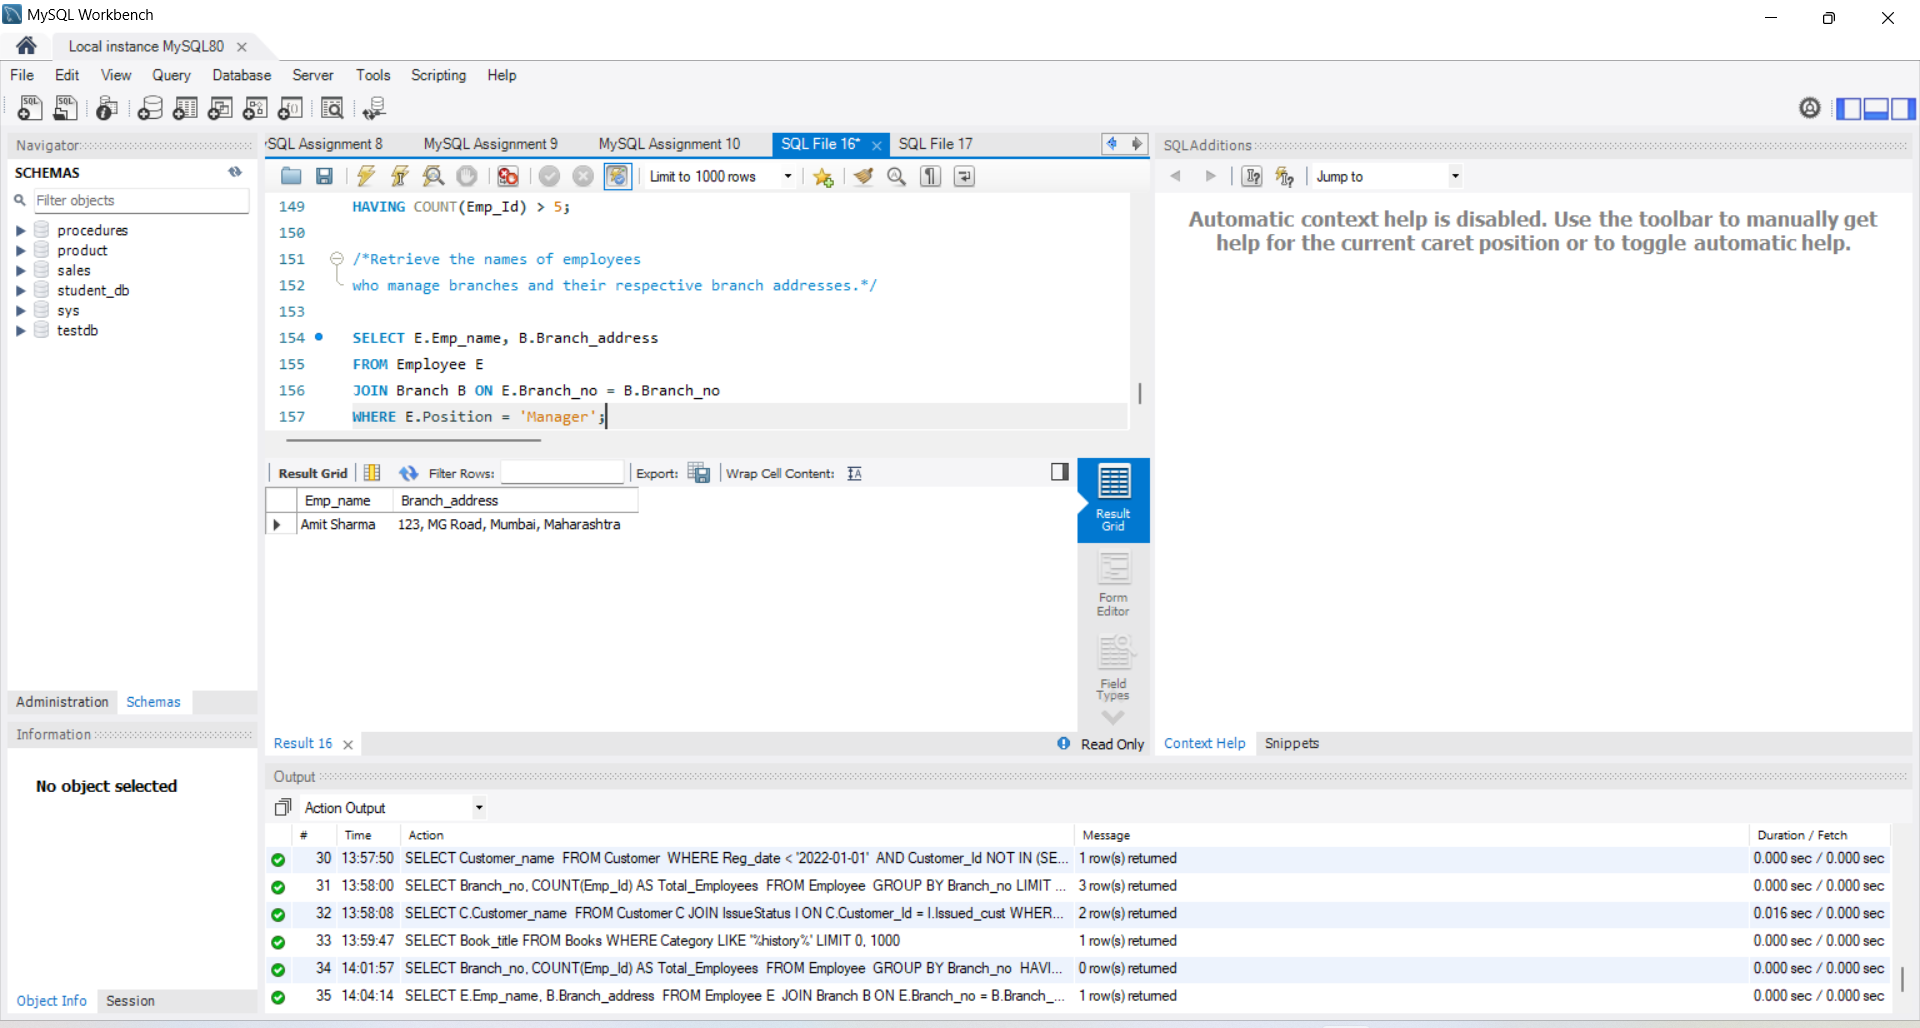 MySQL Workbench
Local instance MySQL80
File Edit View Query Database Server Tools Scripting Help
Navigator
SCHEMAS
Filter objects
procedures
product
sales
student_db
sys
testdb
Administration Schemas
Information
No object selected
Object Info Session
SQL Assignment 8 MySQL Assignment 9 MySQL Assignment 10 SQL File 16* SQL File 17
Limit to 1000 rows
149 HAVING COUNT(Emp_Id) > 5;
150
151 /*Retrieve the names of employees
152 who manage branches and their respective branch addresses.*/
153
154 SELECT E.Emp_name, B.Branch_address
155 FROM Employee E
156 JOIN Branch B ON E.Branch_no = B.Branch_no
157 WHERE E.Position = 'Manager';
Result Grid Filter Rows: Export: Wrap Cell Content:
Emp_name Branch_address
Amit Sharma 123, MG Road, Mumbai, Maharashtra
Result Grid
Form Editor
Field Types
Result 16 Read Only
SQLAdditions
Jump to
Automatic context help is disabled. Use the toolbar to manually get
help for the current caret position or to toggle automatic help.
Context Help Snippets
Output
Action Output
# Time Action Message Duration / Fetch
30 13:57:50 SELECT Customer_name FROM Customer WHERE Reg_date < '2022-01-01' AND Customer_Id NOT IN (SE... 1 row(s) returned 0.000 sec / 0.000 sec
31 13:58:00 SELECT Branch_no, COUNT(Emp_Id) AS Total_Employees FROM Employee GROUP BY Branch_no LIMIT ... 3 row(s) returned 0.000 sec / 0.000 sec
32 13:58:08 SELECT C.Customer_name FROM Customer C JOIN IssueStatus I ON C.Customer_Id = I.Issued_cust WHER... 2 row(s) returned 0.016 sec / 0.000 sec
33 13:59:47 SELECT Book_title FROM Books WHERE Category LIKE '%history%' LIMIT 0, 1000 1 row(s) returned 0.000 sec / 0.000 sec
34 14:01:57 SELECT Branch_no, COUNT(Emp_Id) AS Total_Employees FROM Employee GROUP BY Branch_no HAVI... 0 row(s) returned 0.000 sec / 0.000 sec
35 14:04:14 SELECT E.Emp_name, B.Branch_address FROM Employee E JOIN Branch B ON E.Branch_no = B.Branch_... 1 row(s) returned 0.000 sec / 0.000 sec